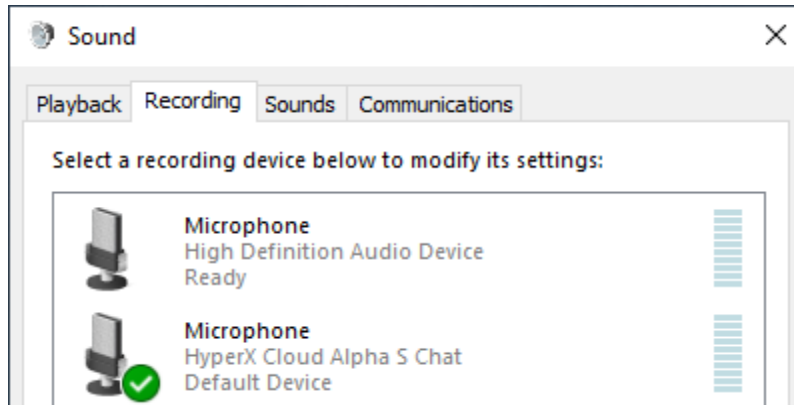 Sound
Playback Recording Sounds Communications
Select a recording device below to modify its settings:
Microphone
High Definition Audio Device
Ready
Microphone
HyperX Cloud Alpha S Chat
Default Device